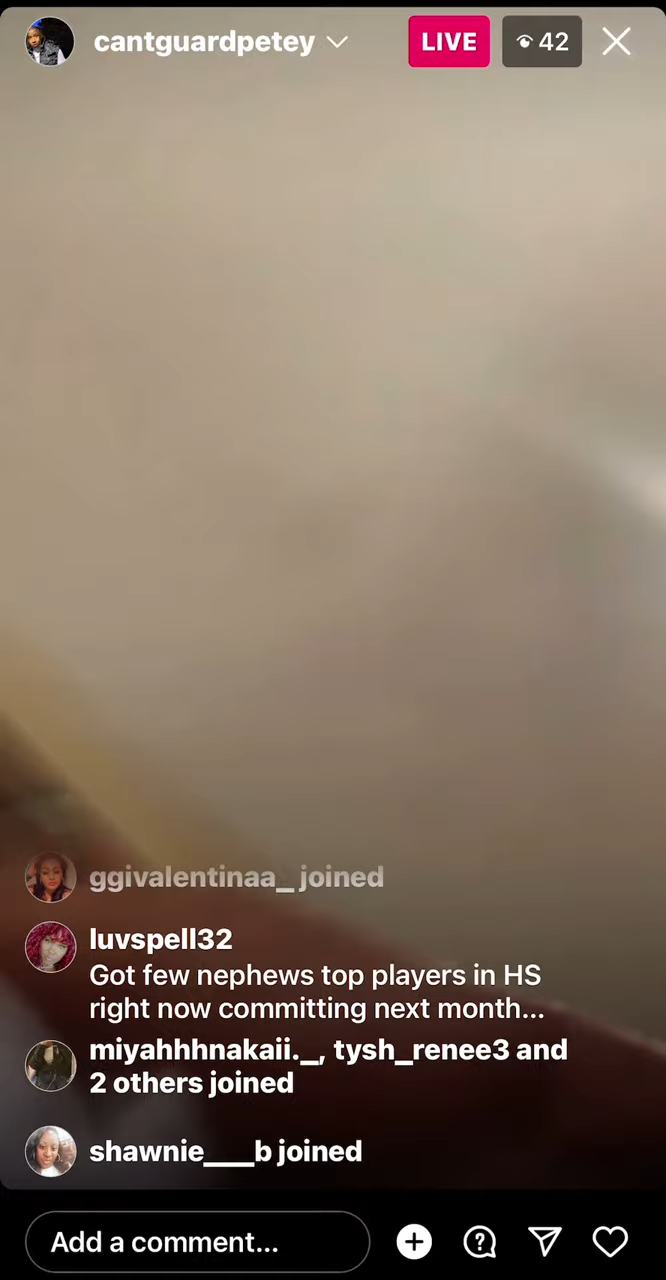 cantguardpetey
LIVE
42
ggivalentinaa_ joined
luvspell32
Got few nephews top players in HS
right now committing next month...
miyahhhnakaii._, tysh_renee3 and
2 others joined
shawnie___b joined
Add a comment...